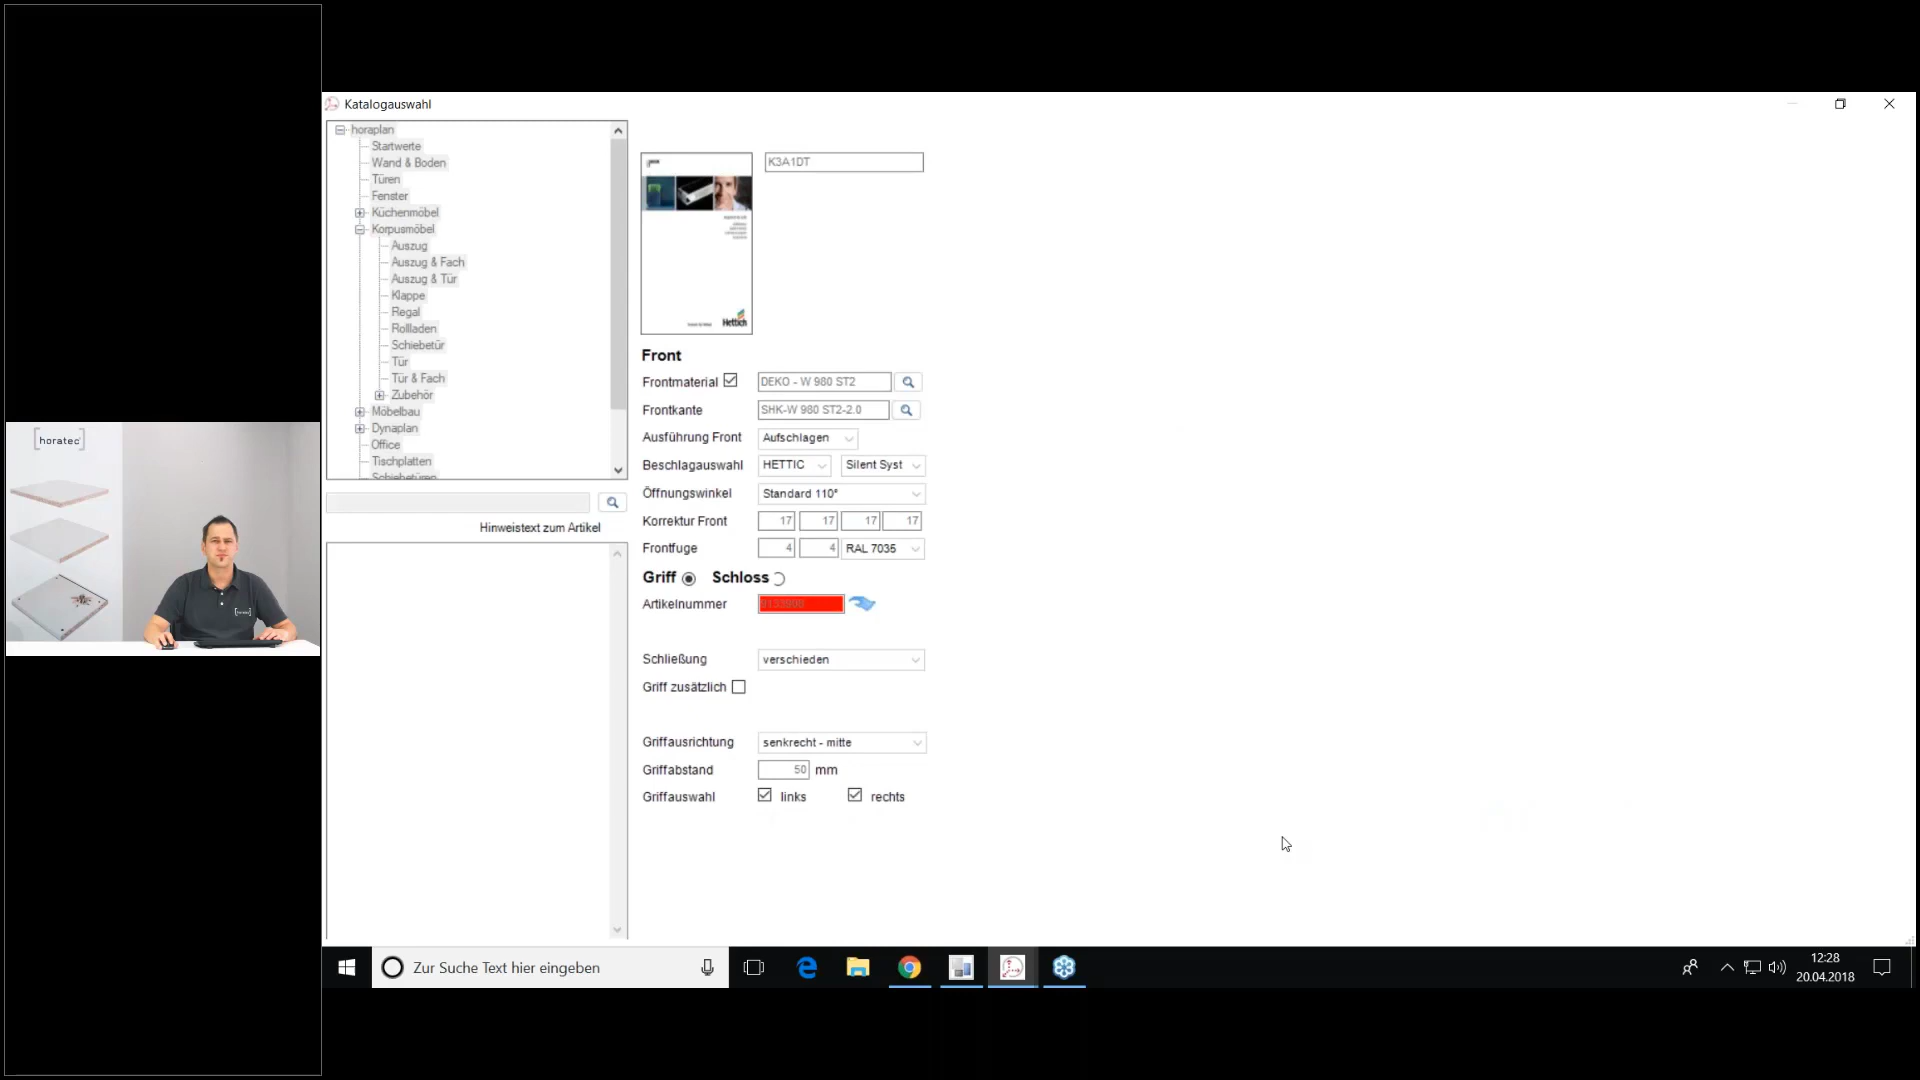 Katalogauswahl
horaplan
Startwerte
Wand & Boden
Türen
Fenster
Küchenmöbel
Korpusmöbel
Auszug
Auszug & Fach
Auszug & Tür
Klappe
Regal
Rollladen
Schiebetür
Tür
Tür & Fach
Zubehör
Möbelbau
Dynaplan
Office
Tischplatten
Schiebetüren
Hinweistext zum Artikel
K3A1DT
Hettich
Front
Frontmaterial DEKO - W 980 ST2
Frontkante SHK-W 980 ST2-2.0
Ausführung Front Aufschlagen
Beschlagauswahl HETTIC Silent Syst
Öffnungswinkel Standard 110°
Korrektur Front 17 17 17 17
Frontfuge 4 4 RAL 7035
Griff Schloss
Artikelnummer
Schließung verschieden
Griff zusätzlich
Griffausrichtung senkrecht - mitte
Griffabstand 50 mm
Griffauswahl links rechts
[horatec]
Zur Suche Text hier eingeben
12:28
20.04.2018